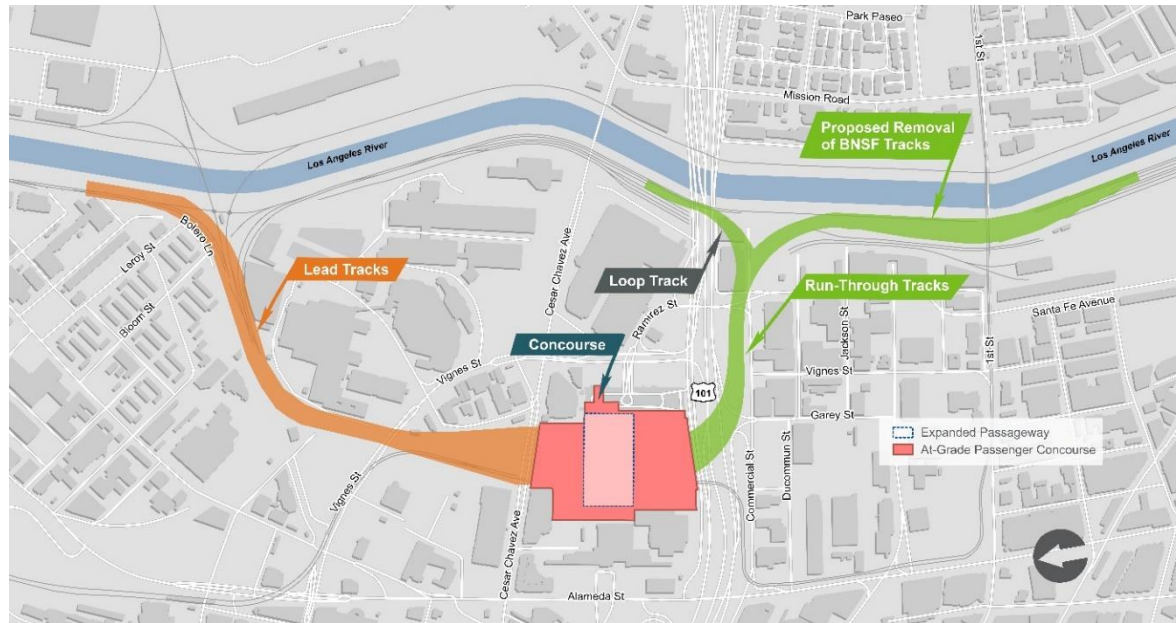 Park Paseo
1st St
Mission Road
Proposed Removal
of BNSF Tracks
Los Angeles River
Los Angeles River
Bolero Ln
Leroy St
Bloom St
Lead Tracks
Cesar Chavez Ave
Loop Track
Ramirez St
Run-Through Tracks
Jackson St
Santa Fe Avenue
1st St
Concourse
Vignes St
Vignes St
101
Garey St
Expanded Passageway
At-Grade Passenger Concourse
Vignes St
Commercial St
Ducommun St
Cesar Chavez Ave
Alameda St